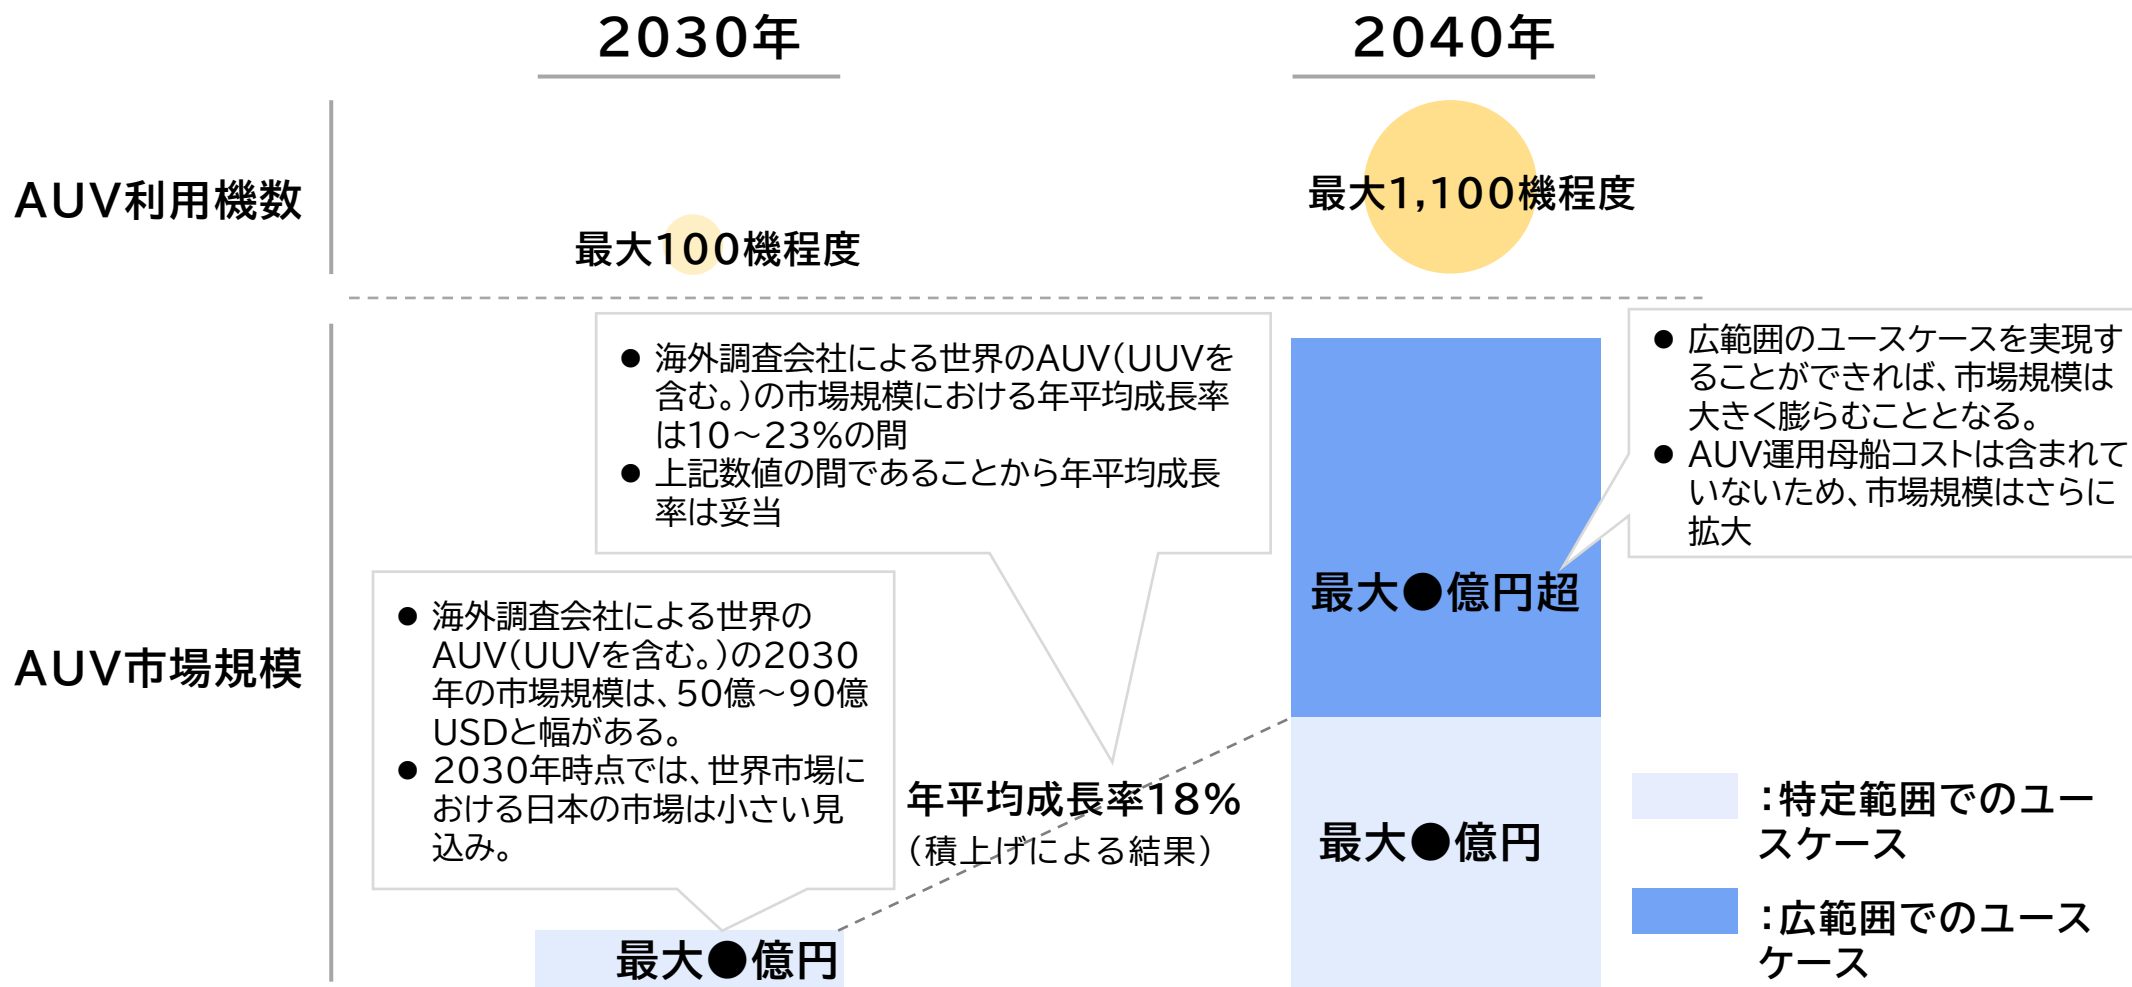 2030年
2040年
AUV利用機数
最大100機程度
最大1,100機程度
AUV市場規模
● 海外調査会社による世界のAUV(UUVを
含む。)の市場規模における年平均成長率
は10～23%の間
● 上記数値の間であることから年平均成長
率は妥当
● 広範囲のユースケースを実現す
ることができれば、市場規模は
大きく膨らむこととなる。
● AUV運用母船コストは含まれて
いないため、市場規模はさらに
拡大
● 海外調査会社による世界の
AUV(UUVを含む。)の2030
年の市場規模は、50億～90億
USDと幅がある。
● 2030年時点では、世界市場に
おける日本の市場は小さい見
込み。
年平均成長率18%
(積上げによる結果)
最大●億円超
最大●億円
最大●億円
:特定範囲でのユー
スケース
:広範囲でのユース
ケース